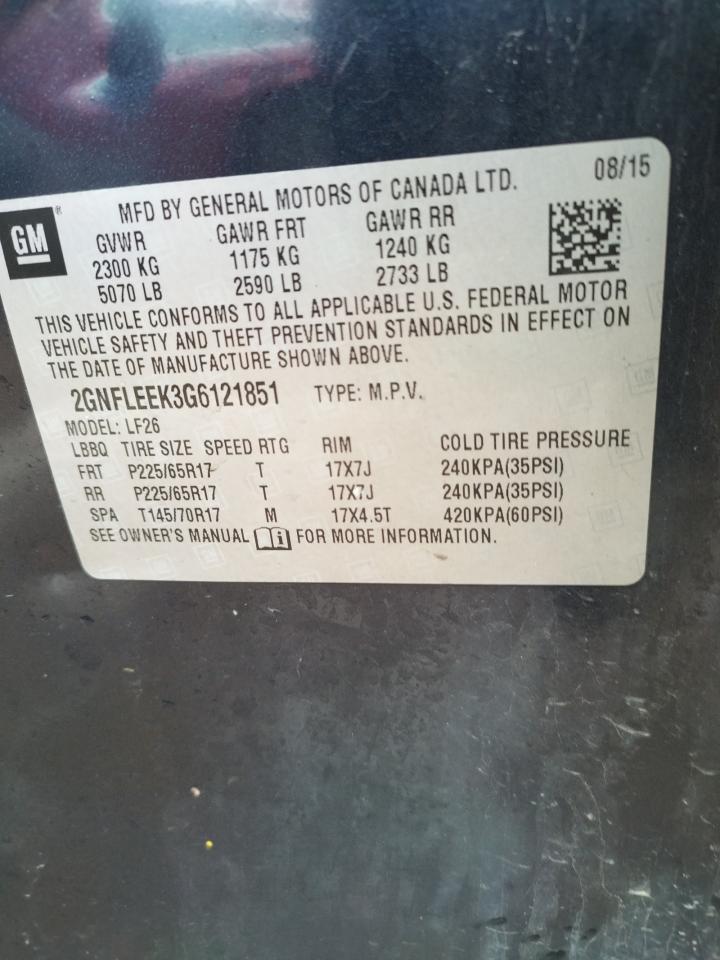 GM ®
MFD BY GENERAL MOTORS OF CANADA LTD. 08/15
GVWR GAWR FRT GAWR RR
2300 KG 1175 KG 1240 KG
5070 LB 2590 LB 2733 LB
THIS VEHICLE CONFORMS TO ALL APPLICABLE U.S. FEDERAL MOTOR
VEHICLE SAFETY AND THEFT PREVENTION STANDARDS IN EFFECT ON
THE DATE OF MANUFACTURE SHOWN ABOVE.
2GNFLEEK3G6121851 TYPE: M.P.V.
MODEL: LF26
LBBQ TIRE SIZE SPEED RTG RIM COLD TIRE PRESSURE
FRT P225/65R17 T 17X7J 240KPA(35PSI)
RR P225/65R17 T 17X7J 240KPA(35PSI)
SPA T145/70R17 M 17X4.5T 420KPA(60PSI)
SEE OWNER'S MANUAL i FOR MORE INFORMATION.